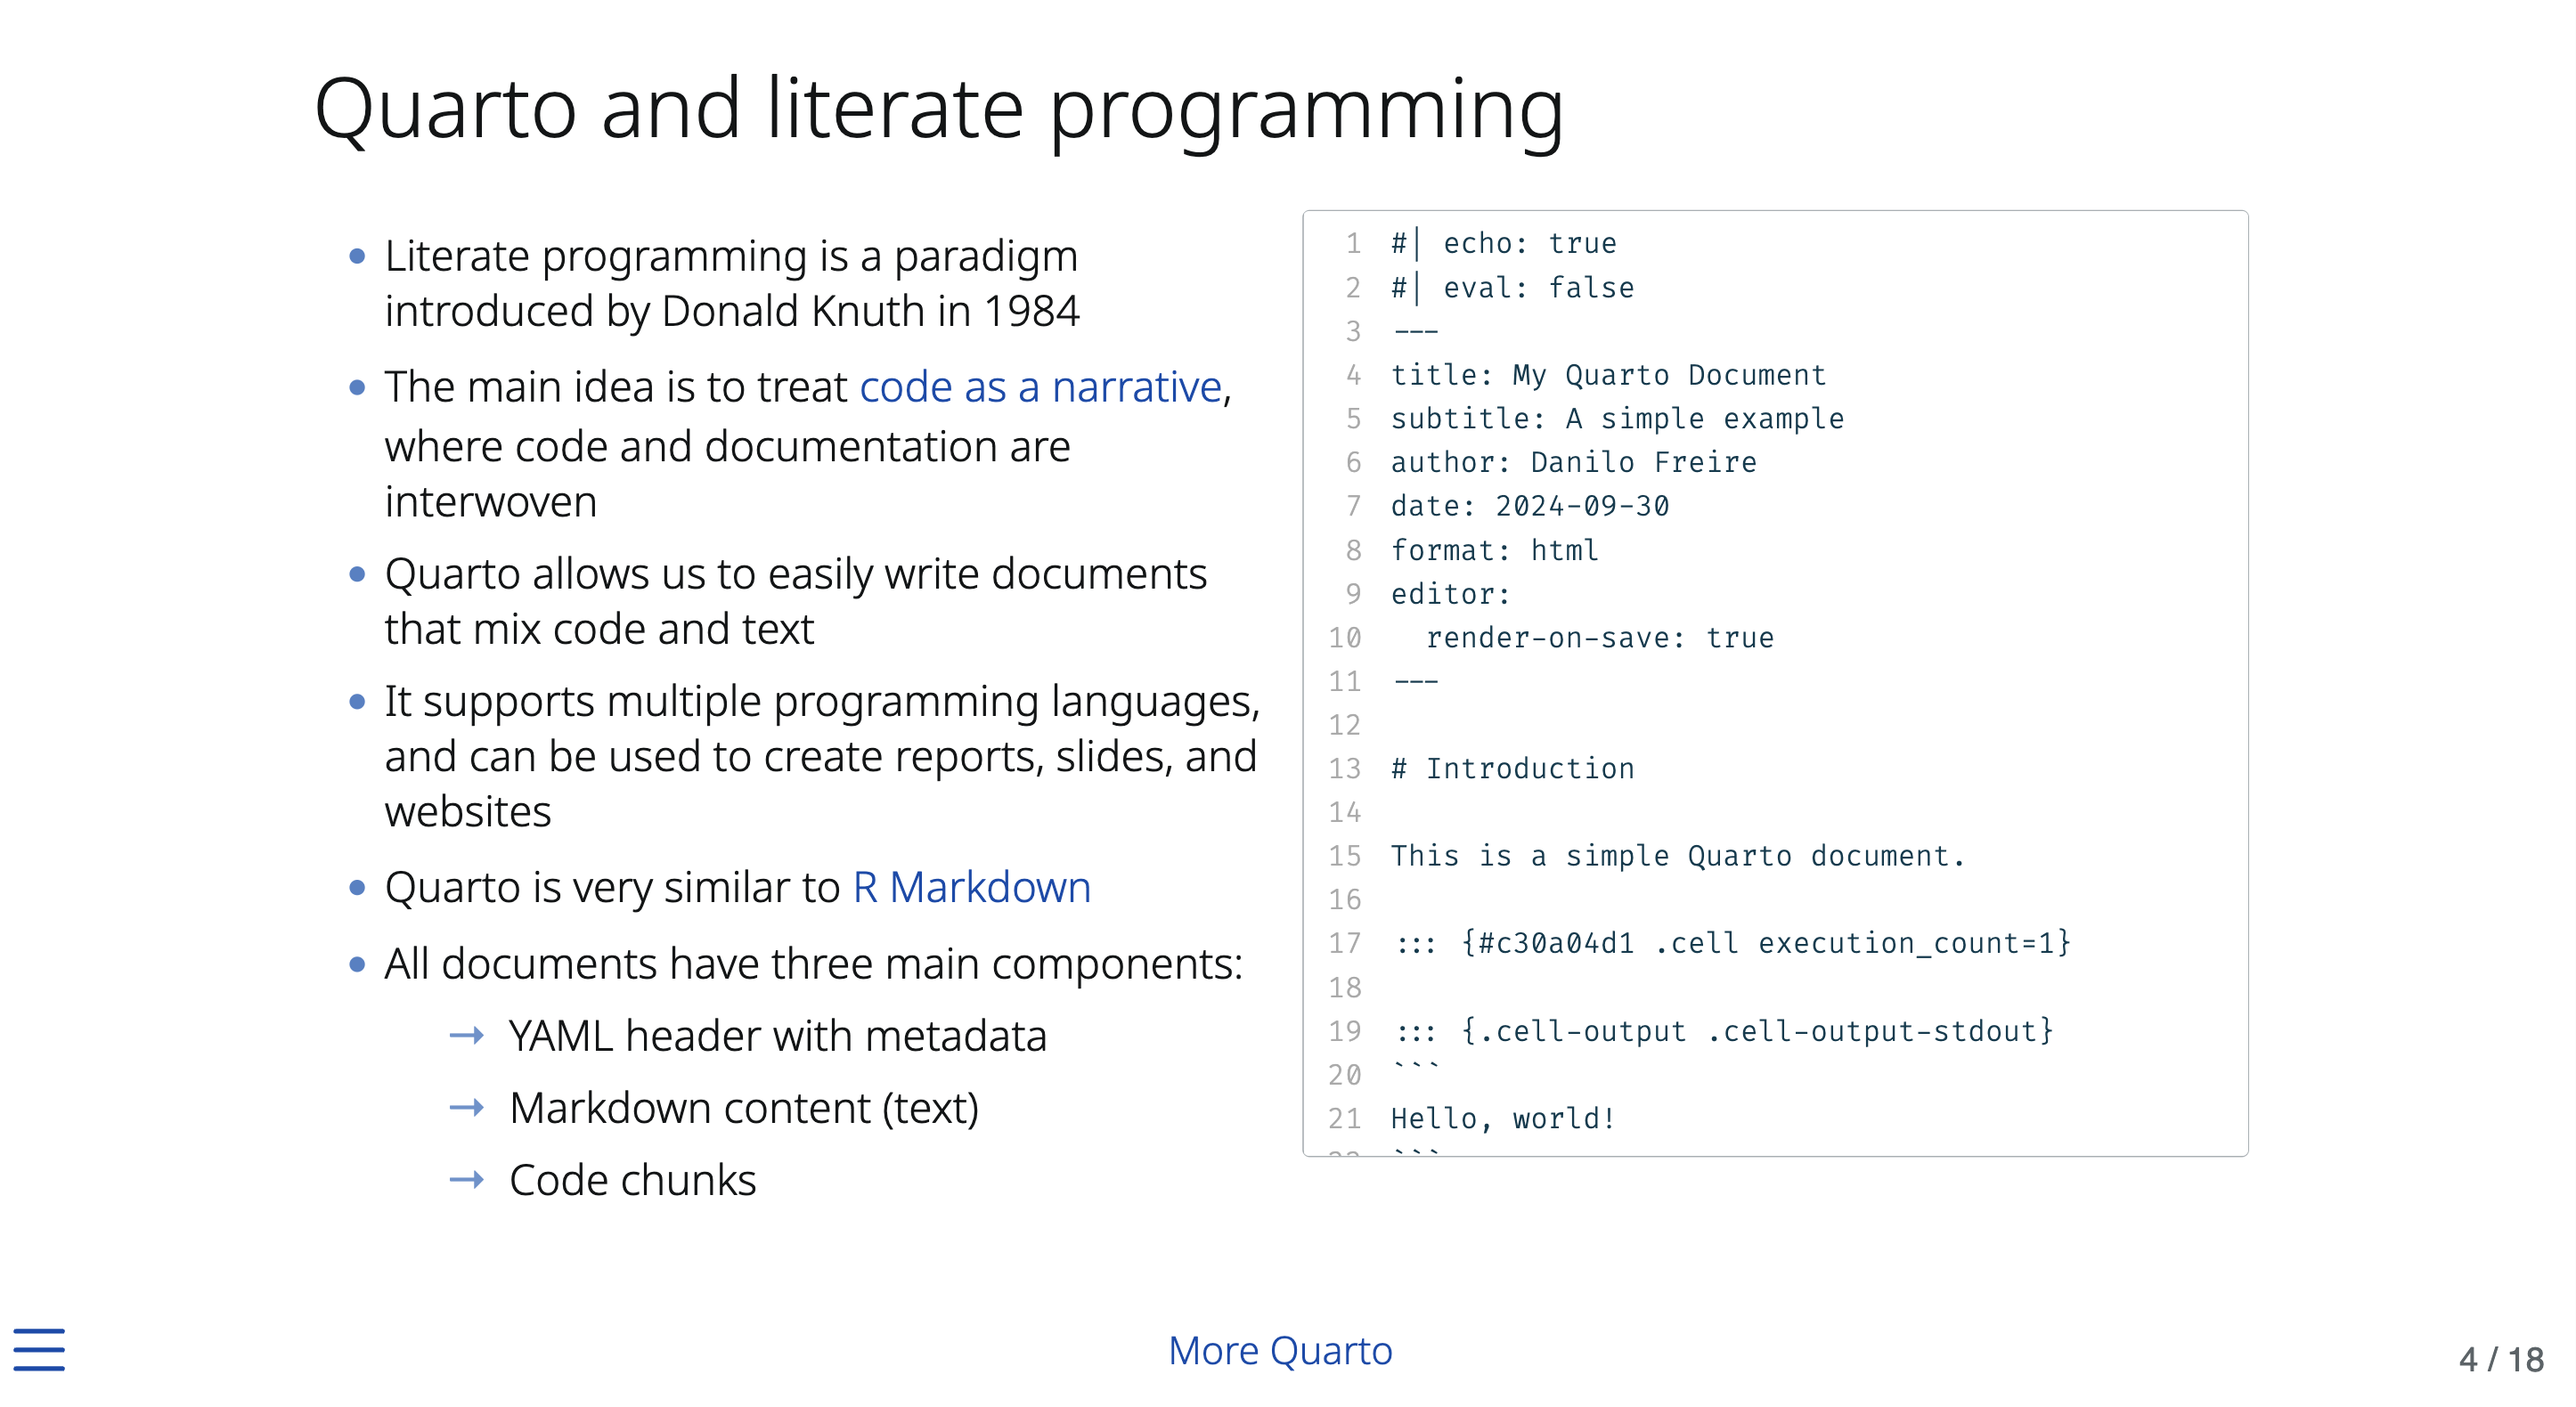 Quarto and literate programming
• Literate programming is a paradigm
introduced by Donald Knuth in 1984
• The main idea is to treat code as a narrative,
where code and documentation are
interwoven
• Quarto allows us to easily write documents
that mix code and text
• It supports multiple programming languages,
and can be used to create reports, slides, and
websites
• Quarto is very similar to R Markdown
• All documents have three main components:
→ YAML header with metadata
→ Markdown content (text)
→ Code chunks
1 #| echo: true
2 #| eval: false
3 ---
4 title: My Quarto Document
5 subtitle: A simple example
6 author: Danilo Freire
7 date: 2024-09-30
8 format: html
9 editor:
10   render-on-save: true
11 ---
12
13 # Introduction
14
15 This is a simple Quarto document.
16
17 ::: {#c30a04d1 .cell execution_count=1}
18
19 ::: {.cell-output .cell-output-stdout}
20 ```
21 Hello, world!
22 ```
More Quarto
4 / 18